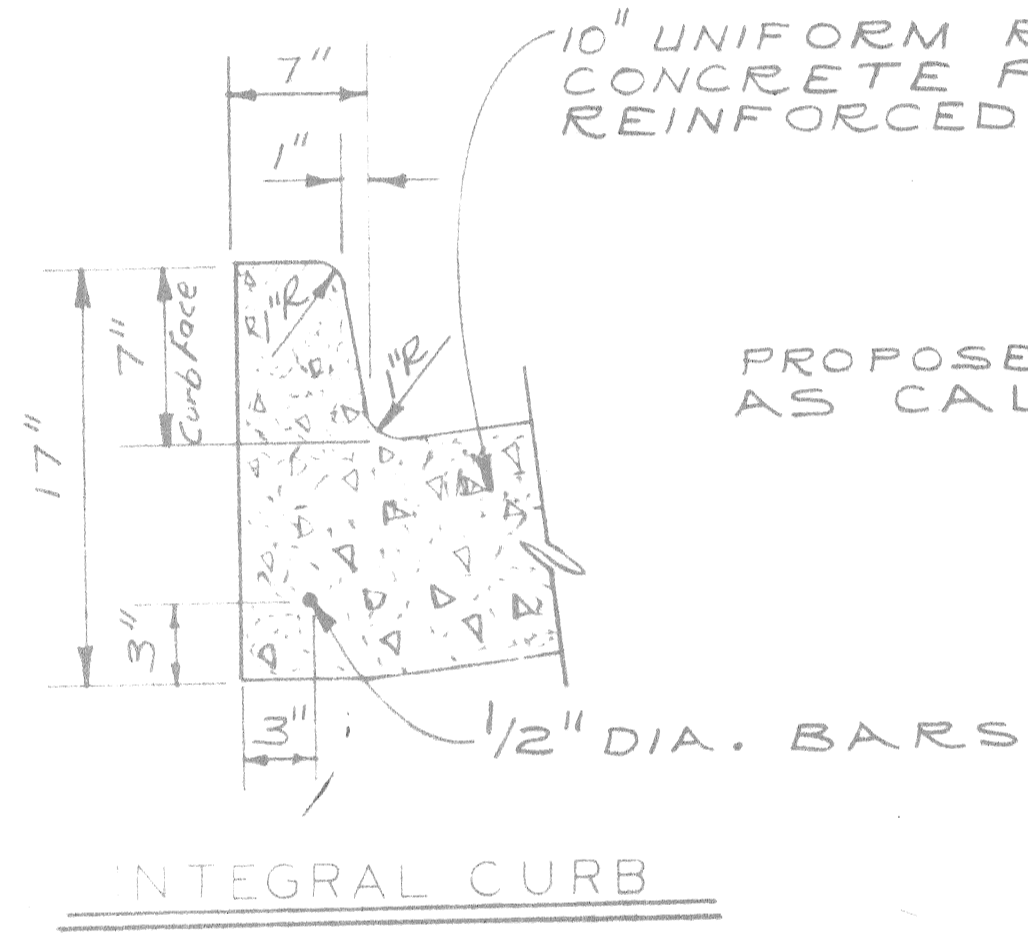 10" UNIFORM R
CONCRETE F
REINFORCED
7"
1"
1"R
1"R
7"
Curb face
17"
PROPOSE
AS CAL
3"
3"
1/2" DIA. BARS
INTEGRAL CURB